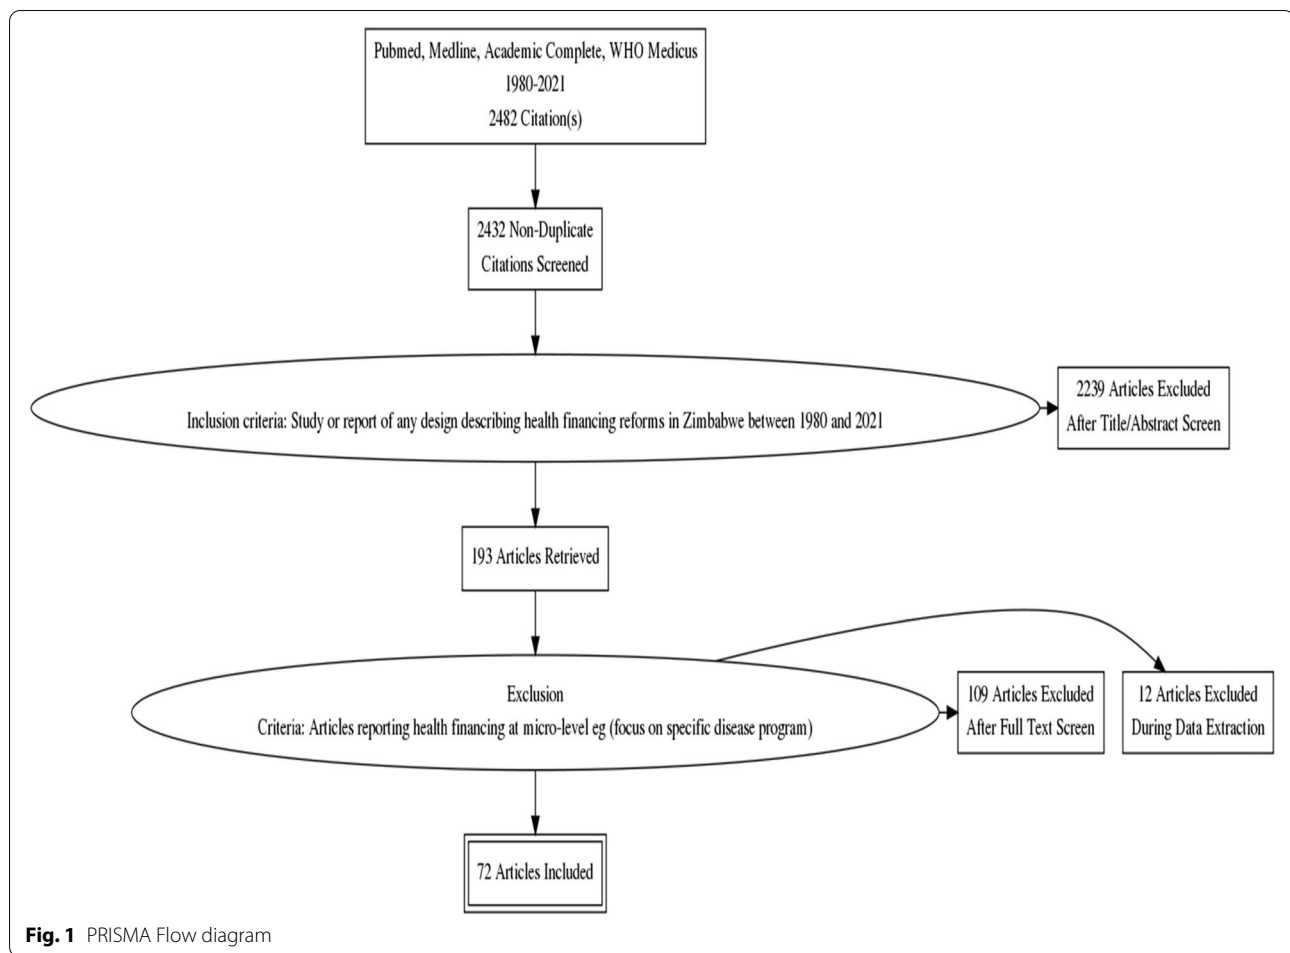 Pubmed, Medline, Academic Complete, WHO Medicus
1980-2021
2482 Citation(s)
2432 Non-Duplicate
Citations Screened
Inclusion criteria: Study or report of any design describing health financing reforms in Zimbabwe between 1980 and 2021
2239 Articles Excluded
After Title/Abstract Screen
193 Articles Retrieved
Exclusion
Criteria: Articles reporting health financing at micro-level eg (focus on specific disease program)
109 Articles Excluded
After Full Text Screen
12 Articles Excluded
During Data Extraction
72 Articles Included
Fig. 1 PRISMA Flow diagram